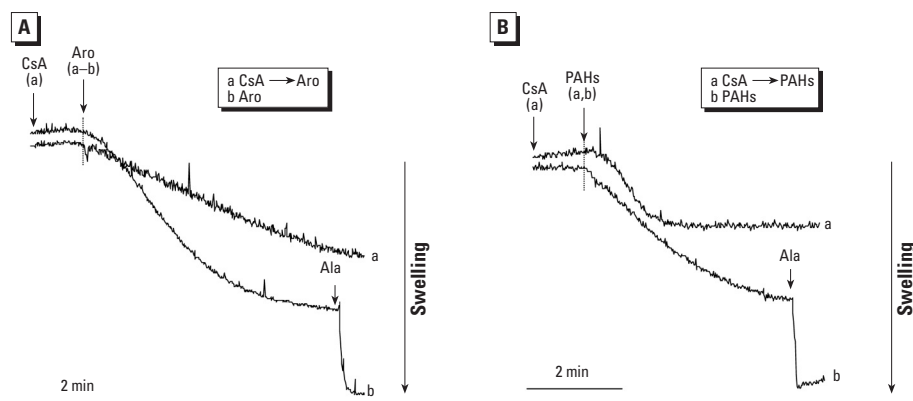 A
CsA
(a)
Aro
(a–b)
a CsA → Aro
b Aro
a
Ala
b
Swelling
2 min
B
CsA
(a)
PAHs
(a,b)
a CsA → PAHs
b PAHs
a
Ala
b
Swelling
2 min